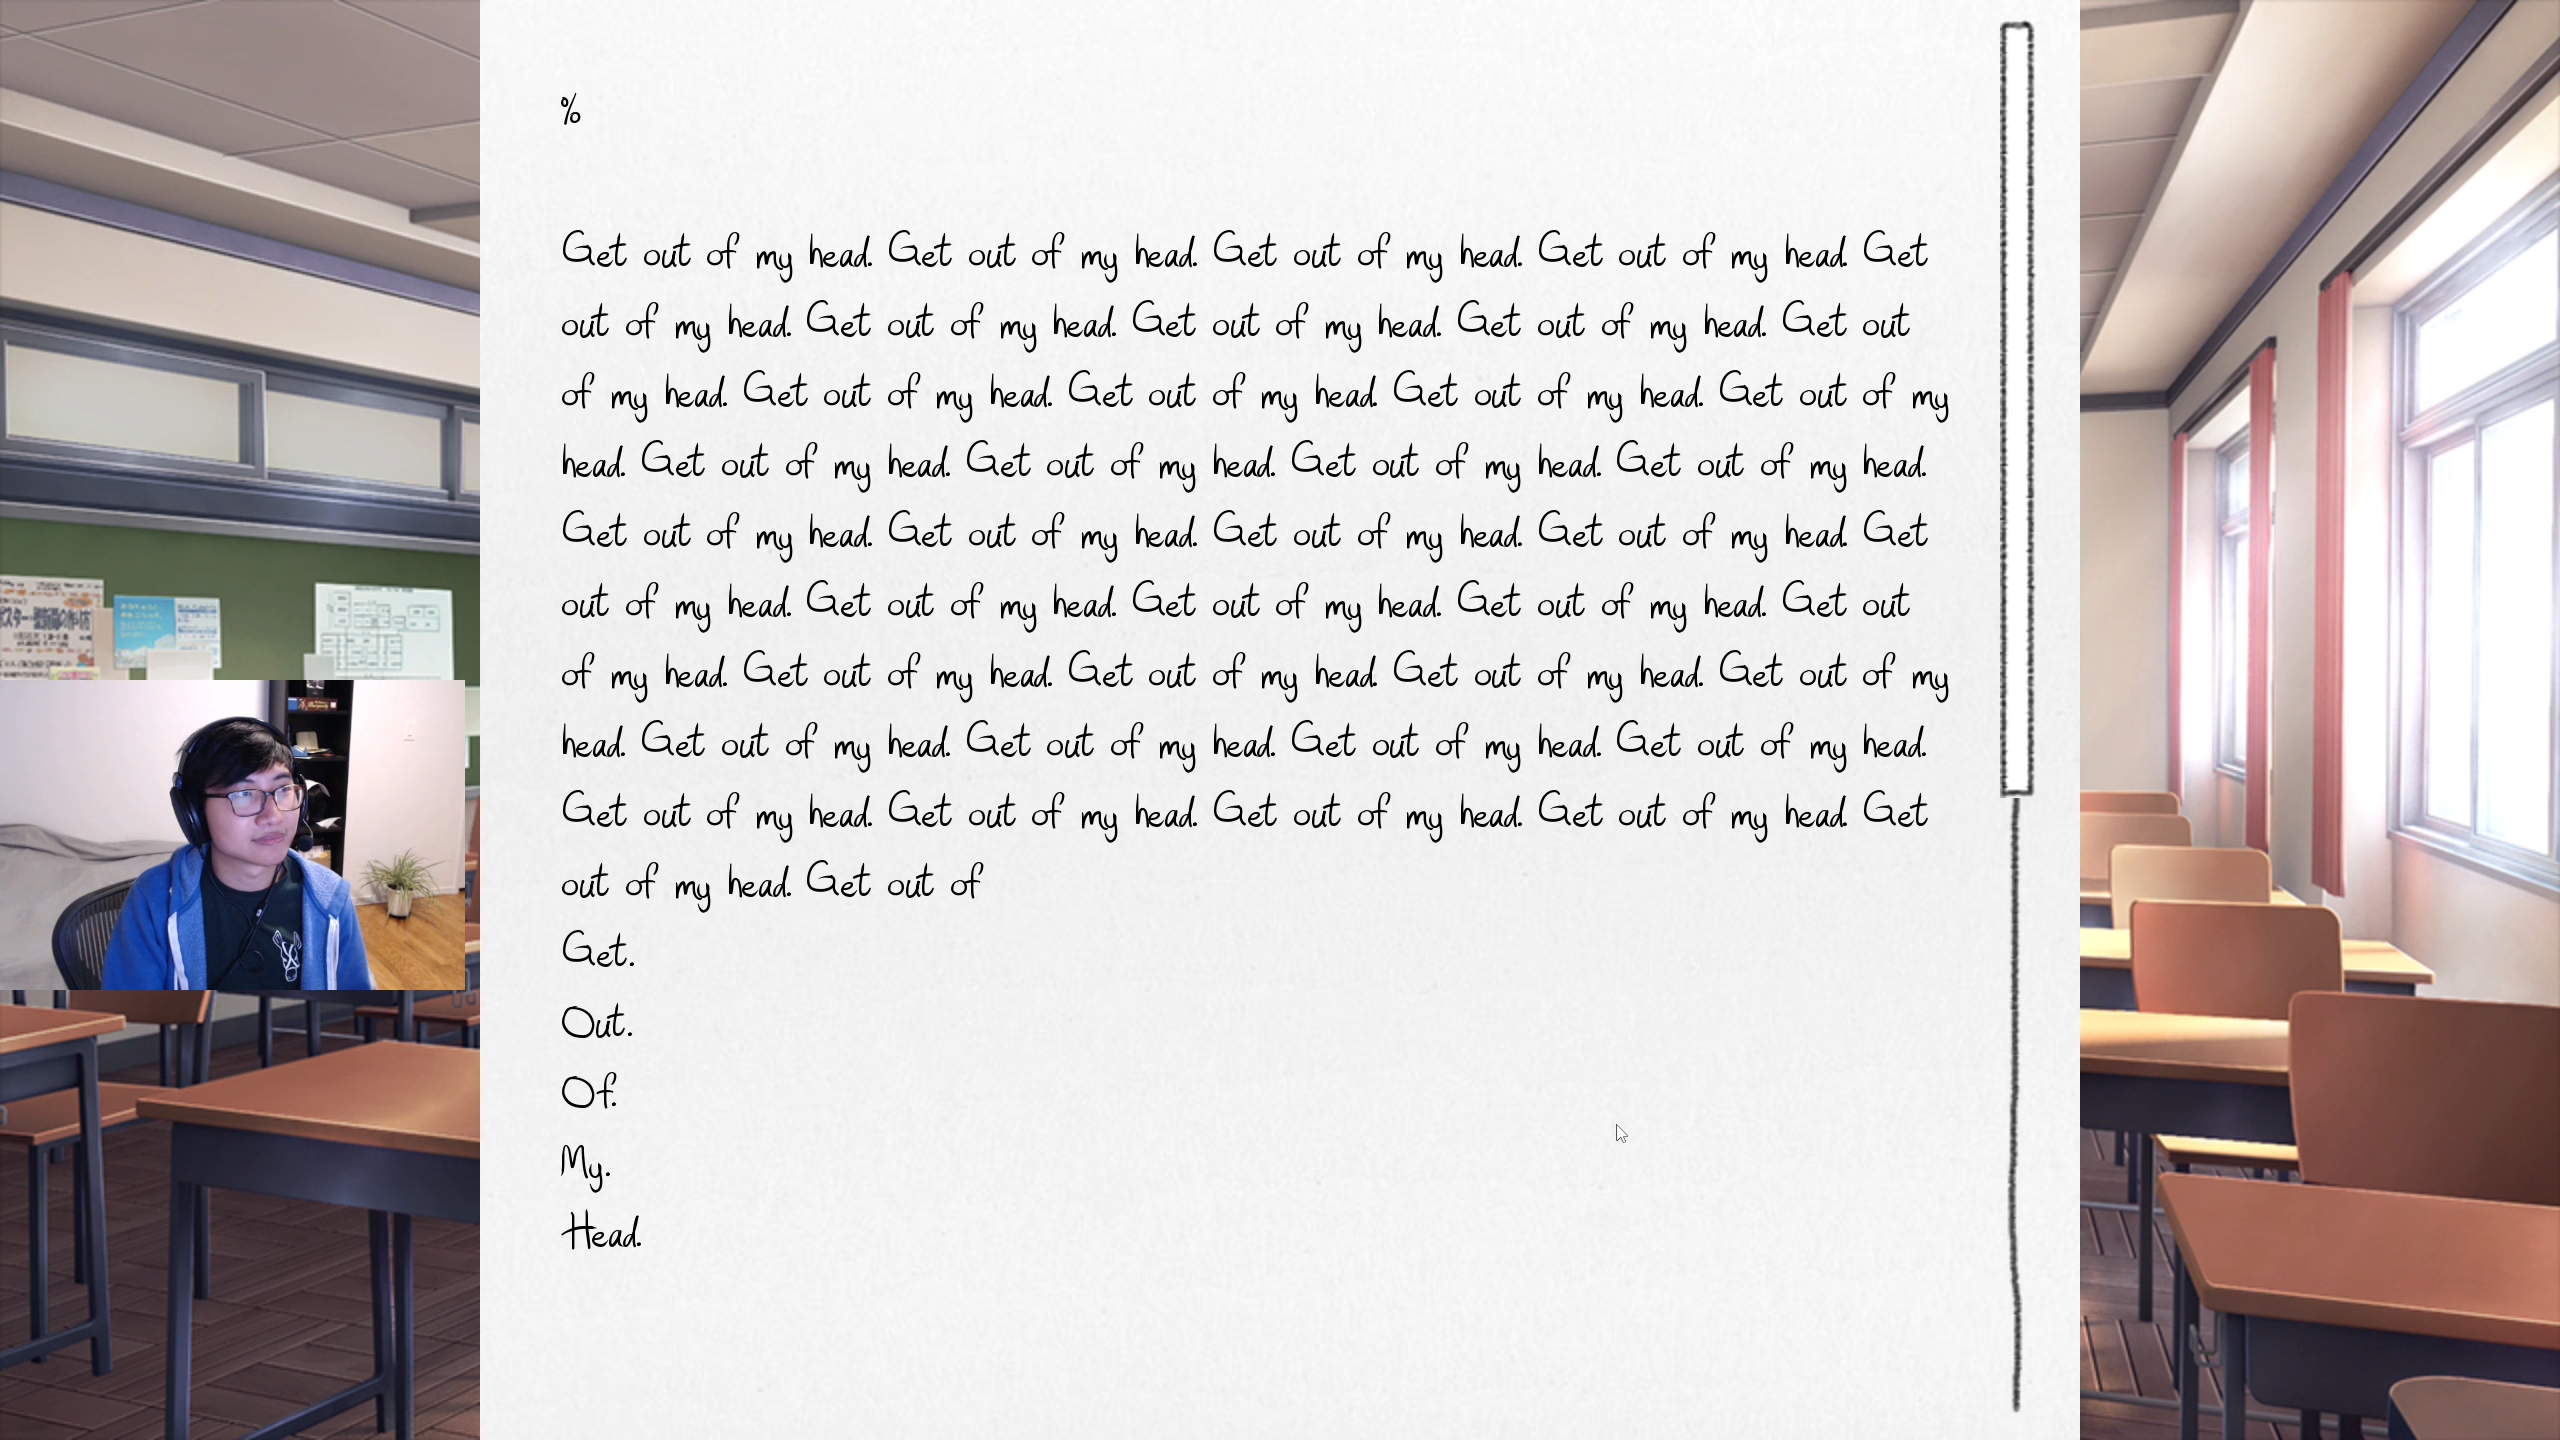 %
Get out of my head. Get out of my head. Get out of my head. Get out of my head. Get
out of my head. Get out of my head. Get out of my head. Get out of my head. Get out
of my head. Get out of my head. Get out of my head. Get out of my head. Get out of my
head. Get out of my head. Get out of my head. Get out of my head. Get out of my head.
Get out of my head. Get out of my head. Get out of my head. Get out of my head. Get
out of my head. Get out of my head. Get out of my head. Get out of my head. Get out
of my head. Get out of my head. Get out of my head. Get out of my head. Get out of my
head. Get out of my head. Get out of my head. Get out of my head. Get out of my head.
Get out of my head. Get out of my head. Get out of my head. Get out of my head. Get
out of my head. Get out of
Get.
Out.
Of.
My.
Head.